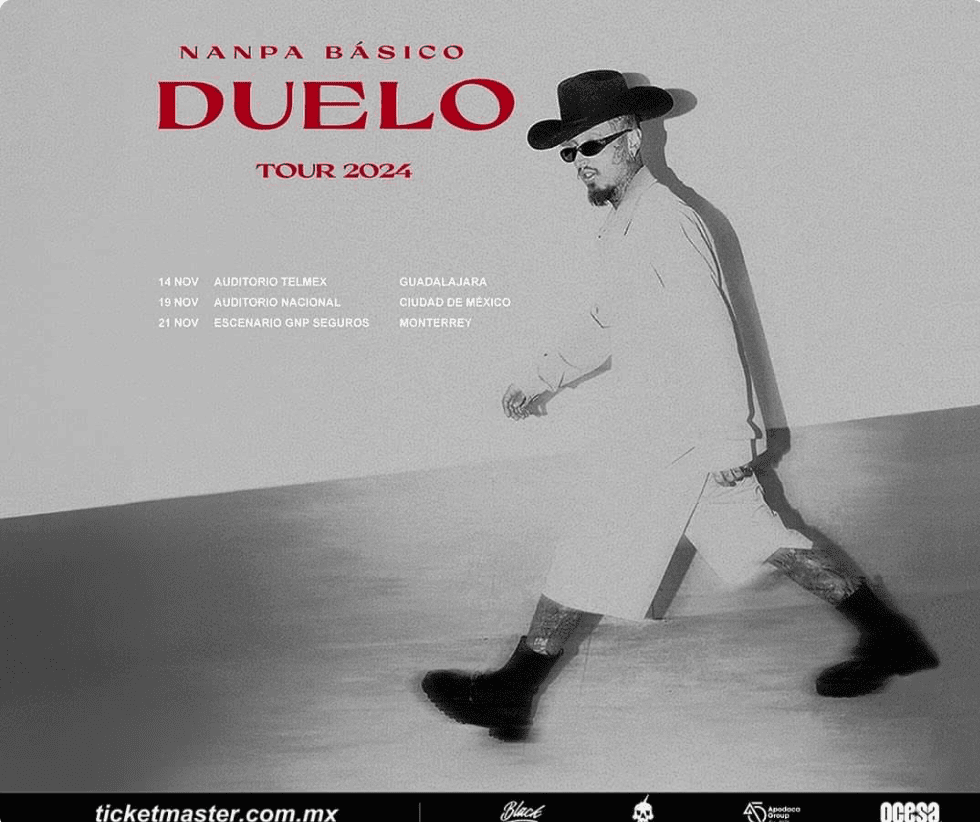 NANPA BÁSICO
DUELO
TOUR 2024
14 NOV AUDITORIO TELMEX GUADALAJARA
19 NOV AUDITORIO NACIONAL CIUDAD DE MÉXICO
21 NOV ESCENARIO GNP SEGUROS MONTERREY
ticketmaster.com.mx Black Apodaca ocesa
Group